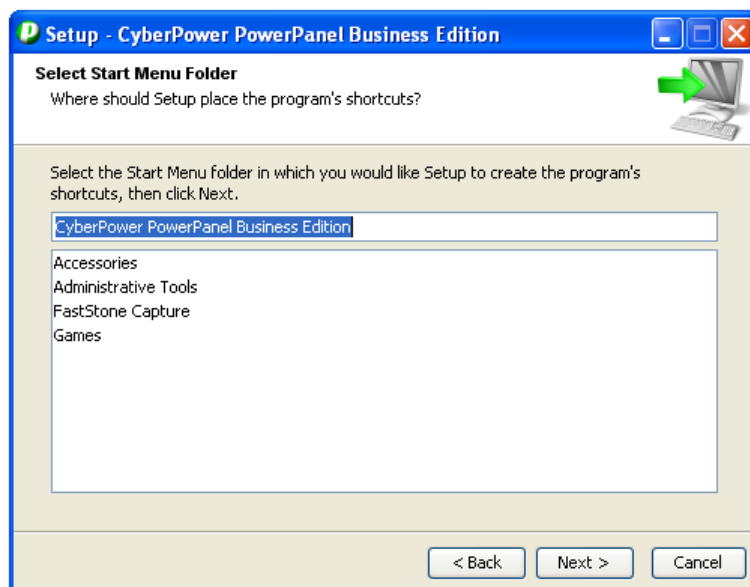 Setup - CyberPower PowerPanel Business Edition
Select Start Menu Folder
Where should Setup place the program's shortcuts?
Select the Start Menu folder in which you would like Setup to create the program's
shortcuts, then click Next.
CyberPower PowerPanel Business Edition
Accessories
Administrative Tools
FastStone Capture
Games
< Back
Next >
Cancel